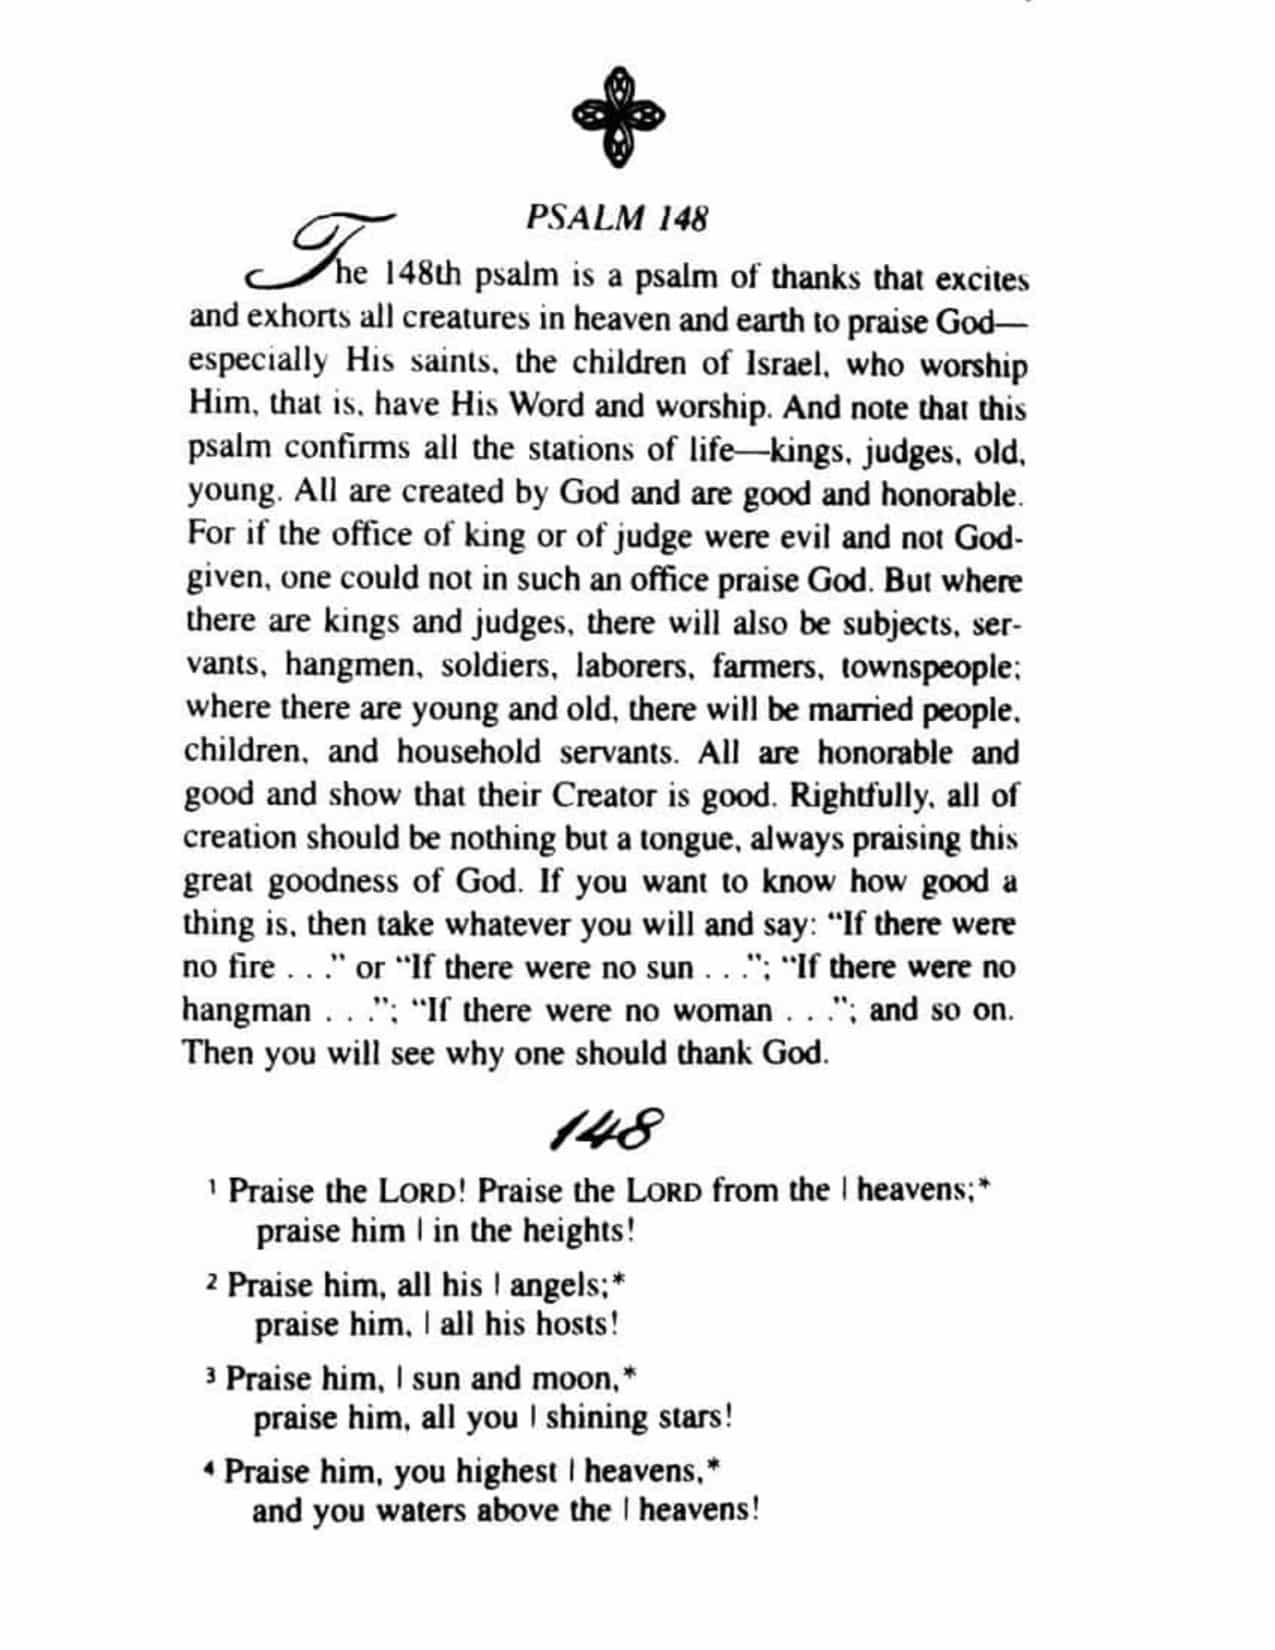 PSALM 148
The 148th psalm is a psalm of thanks that excites
and exhorts all creatures in heaven and earth to praise God—
especially His saints, the children of Israel, who worship
Him, that is, have His Word and worship. And note that this
psalm confirms all the stations of life—kings, judges, old,
young. All are created by God and are good and honorable.
For if the office of king or of judge were evil and not God-
given, one could not in such an office praise God. But where
there are kings and judges, there will also be subjects, ser-
vants, hangmen, soldiers, laborers, farmers, townspeople;
where there are young and old, there will be married people,
children, and household servants. All are honorable and
good and show that their Creator is good. Rightfully, all of
creation should be nothing but a tongue, always praising this
great goodness of God. If you want to know how good a
thing is, then take whatever you will and say: “If there were
no fire . . .” or “If there were no sun . . .”; “If there were no
hangman . . .”; “If there were no woman . . .”; and so on.
Then you will see why one should thank God.
148
1 Praise the LORD! Praise the LORD from the | heavens;*
praise him | in the heights!
2 Praise him, all his | angels;*
praise him, | all his hosts!
3 Praise him, | sun and moon,*
praise him, all you | shining stars!
4 Praise him, you highest | heavens,*
and you waters above the | heavens!